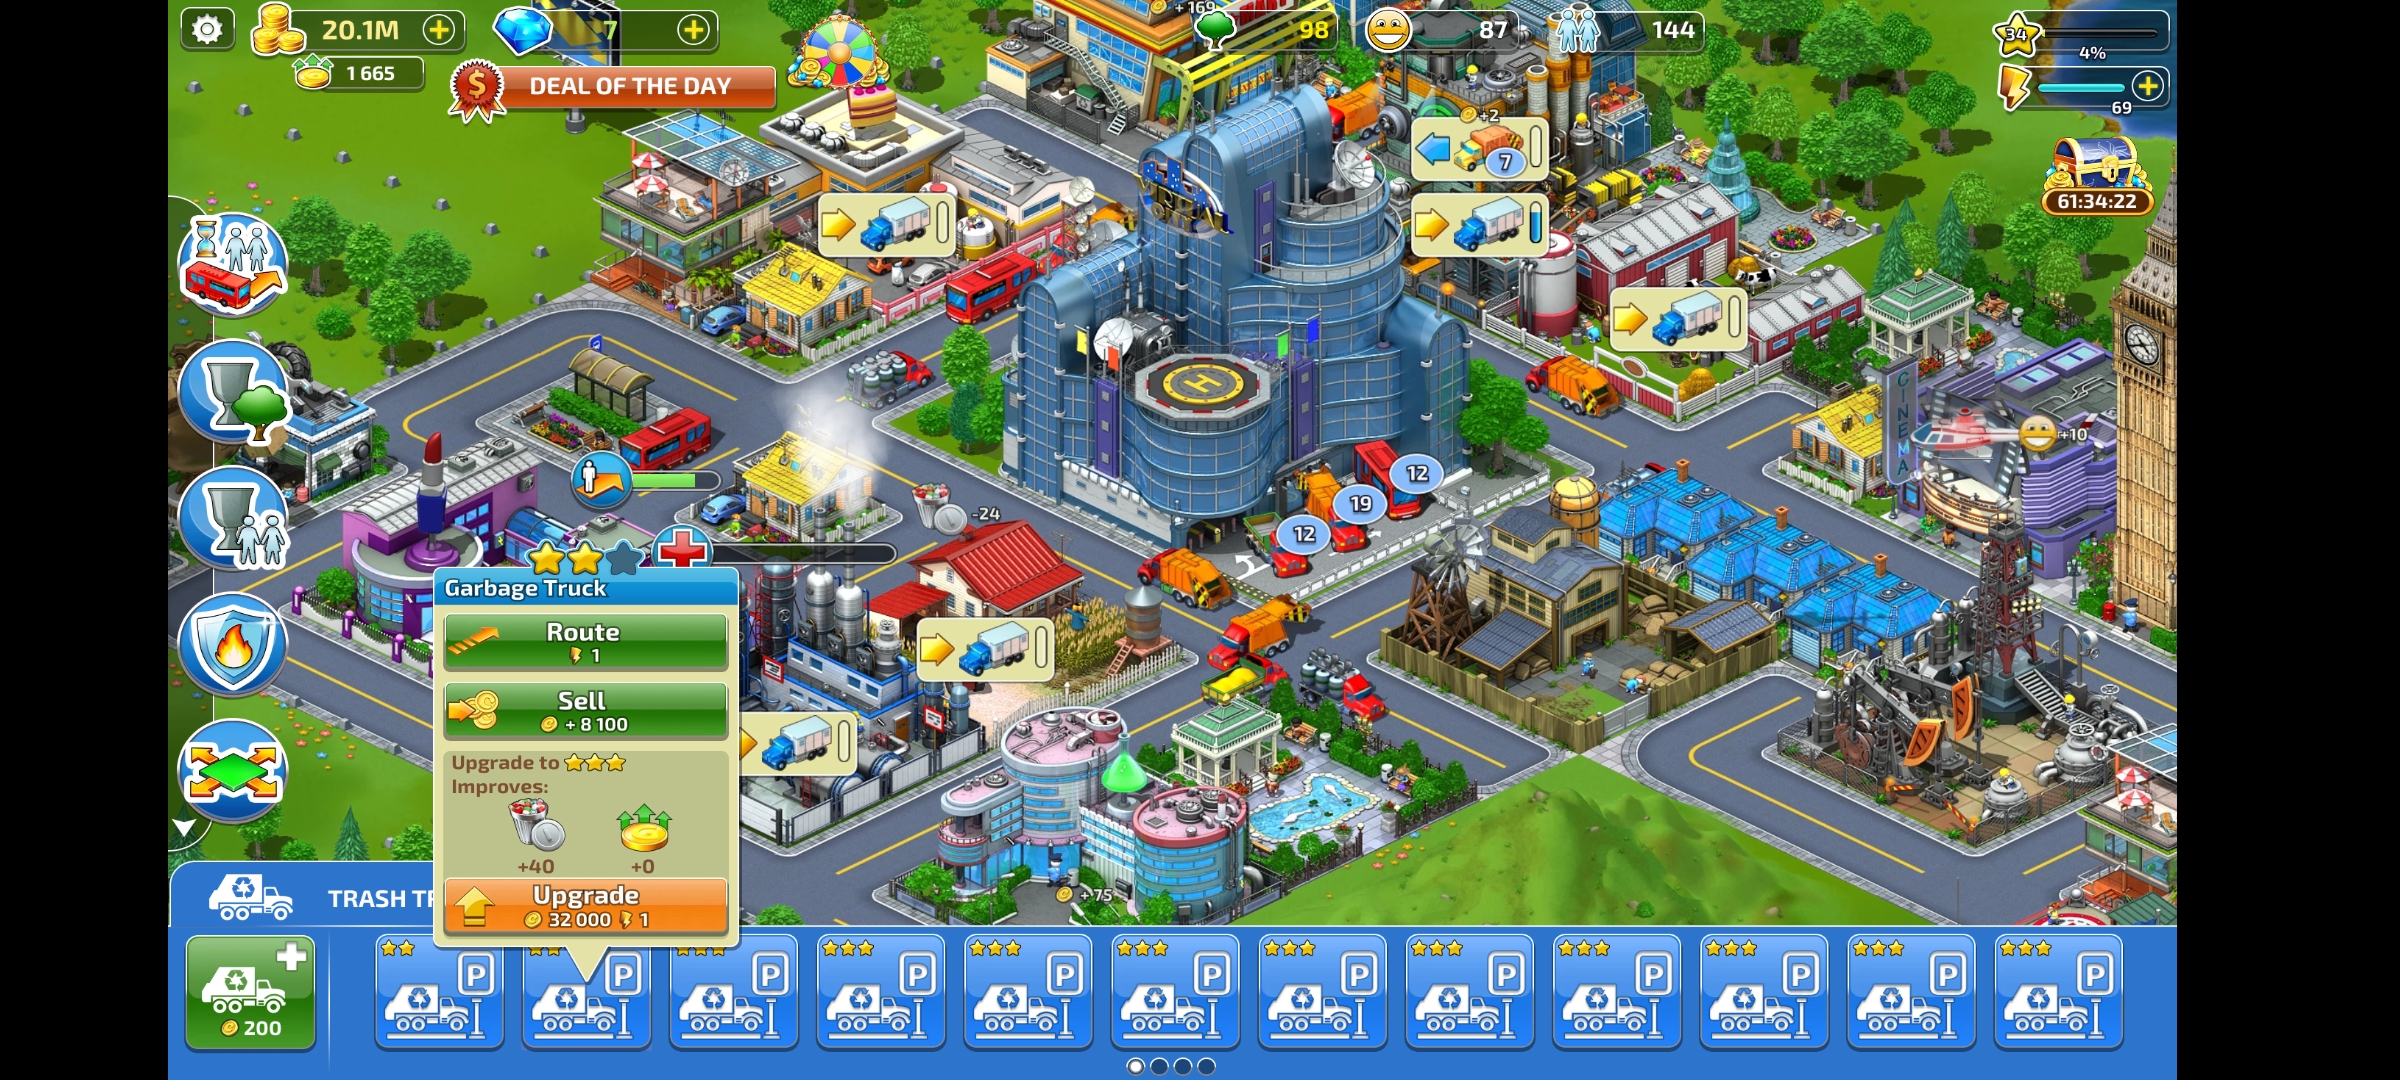 20.1M
7
1 665
DEAL OF THE DAY
+169
98
87
144
34
4%
69
61:34:22
+2
7
CINEMA
+10
H
12
19
12
-24
+75
Garbage Truck
Route
1
Sell
+ 8 100
Upgrade to
Improves:
+40
+0
Upgrade
32 000 1
TRASH
200
P
P
P
P
P
P
P
P
P
P
P
P